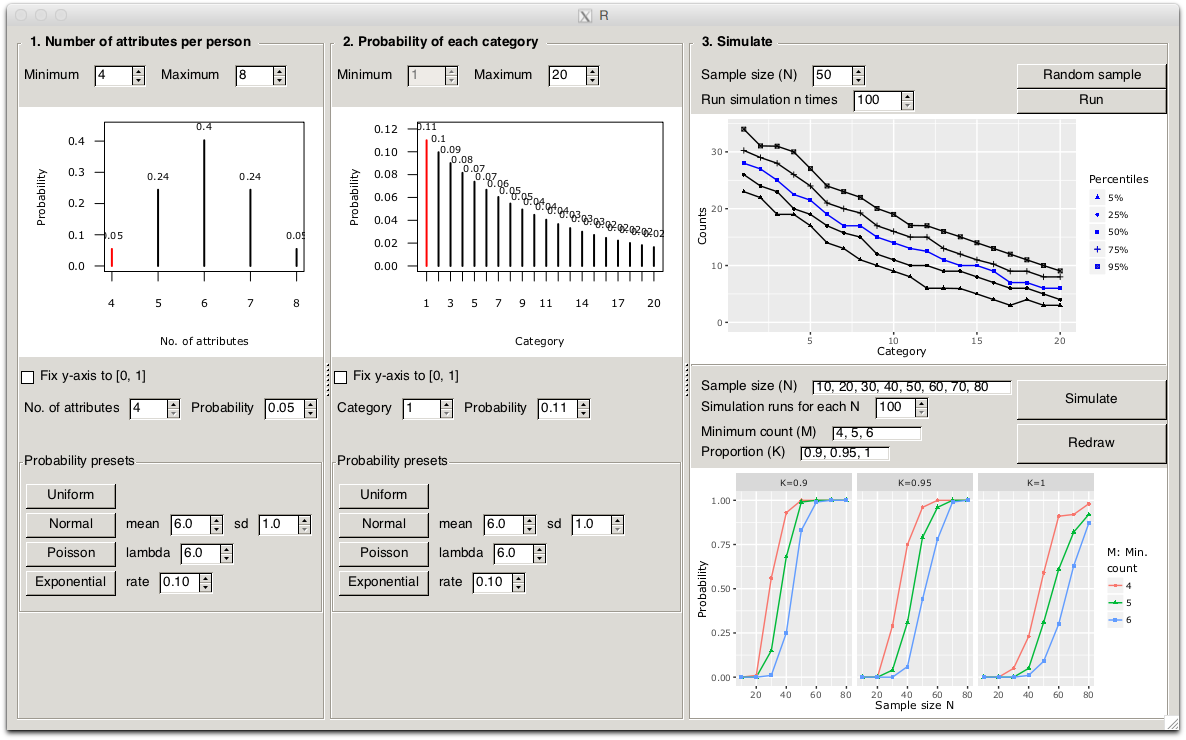 R
1. Number of attributes per person
Minimum 4 Maximum 8
0.4
0.24 0.24
0.05 0.05
0.4
0.3
0.2
0.1
0.0
Probability
4 5 6 7 8
No. of attributes
Fix y-axis to [0, 1]
No. of attributes 4 Probability 0.05
Probability presets
Uniform
Normal mean 6.0 sd 1.0
Poisson lambda 6.0
Exponential rate 0.10
2. Probability of each category
Minimum 1 Maximum 20
0.11 0.1 0.09 0.08 0.07 0.07 0.06 0.05 0.05 0.04 0.04 0.04 0.03 0.03 0.03 0.02 0.02 0.02 0.02 0.02
0.12
0.10
0.08
0.06
0.04
0.02
0.00
Probability
1 3 5 7 9 11 14 17 20
Category
Fix y-axis to [0, 1]
Category 1 Probability 0.11
Probability presets
Uniform
Normal mean 6.0 sd 1.0
Poisson lambda 6.0
Exponential rate 0.10
3. Simulate
Sample size (N) 50 Random sample
Run simulation n times 100 Run
30
20
10
0
Counts
5 10 15 20
Category
Percentiles
5%
25%
50%
75%
95%
Sample size (N) 10, 20, 30, 40, 50, 60, 70, 80
Simulation runs for each N 100
Simulate
Minimum count (M) 4, 5, 6
Proportion (K) 0.9, 0.95, 1
Redraw
K=0.9 K=0.95 K=1
1.00
0.75
0.50
0.25
0.00
Probability
20 40 60 80 20 40 60 80 20 40 60 80
Sample size N
M: Min.
count
4
5
6